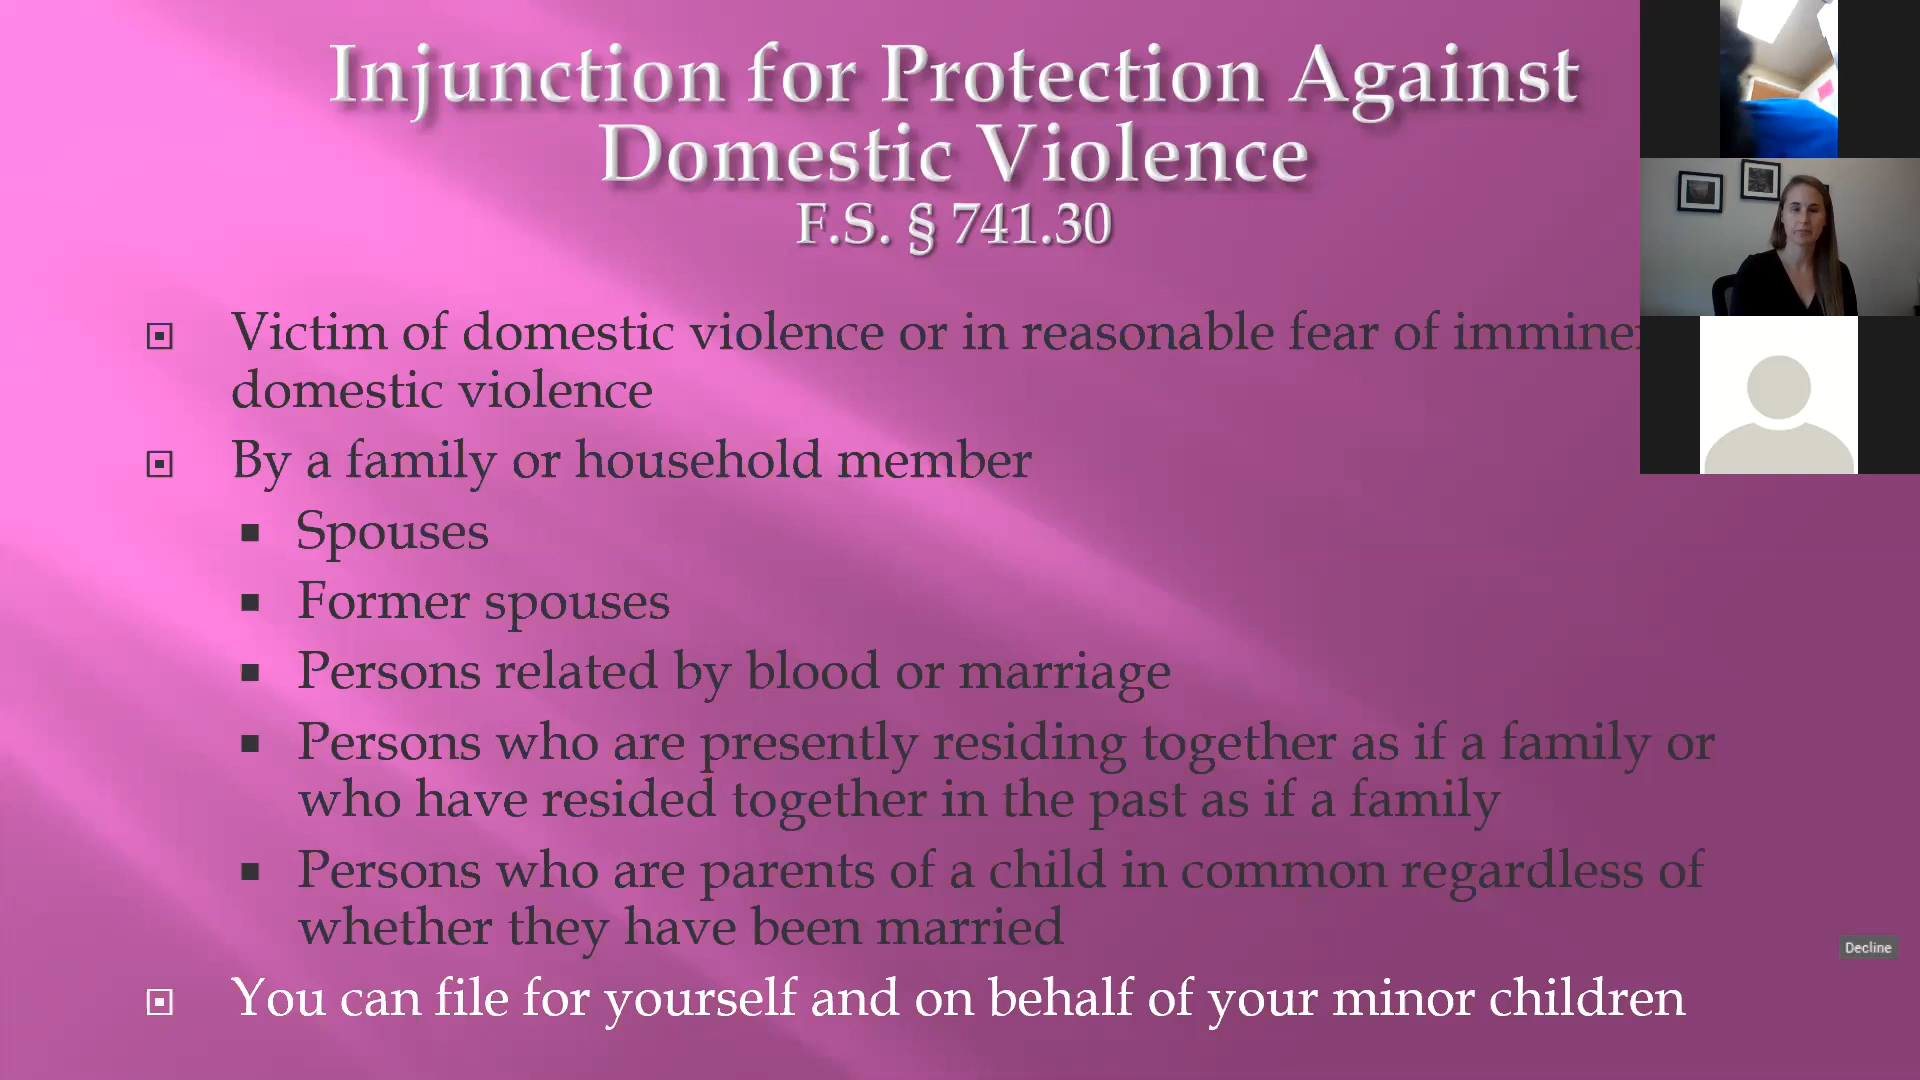 Injunction for Protection Against
Domestic Violence
F.S. § 741.30
Victim of domestic violence or in reasonable fear of
domestic violence
By a family or household member
Spouses
Former spouses
Persons related by blood or marriage
Persons who are presently residing together as if a family or
who have resided together in the past as if a family
Persons who are parents of a child in common regardless of
whether they have been married
Decline
You can file for yourself and on behalf of your minor children